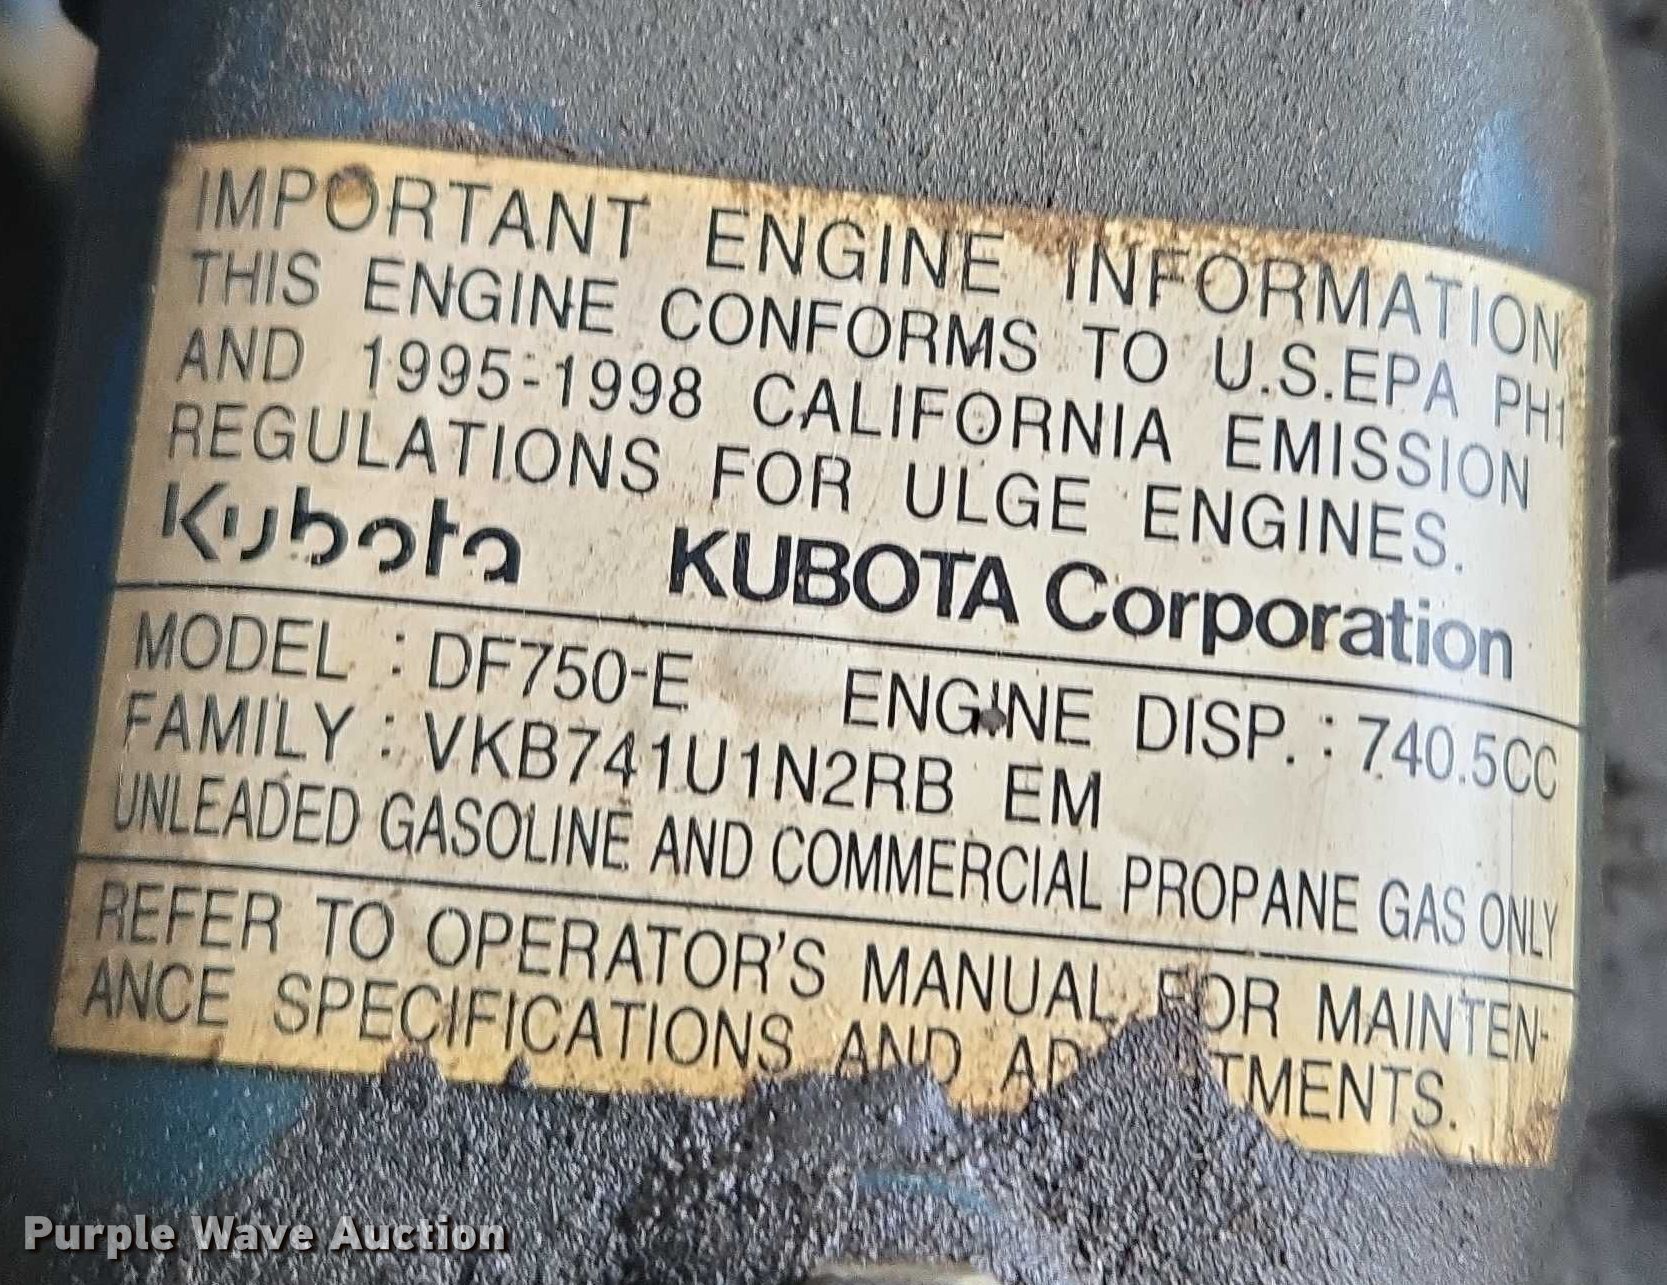 IMPORTANT ENGINE INFORMATION
THIS ENGINE CONFORMS TO U.S.EPA PH1
AND 1995-1998 CALIFORNIA EMISSION
REGULATIONS FOR ULGE ENGINES.
Kubota KUBOTA Corporation
MODEL : DF750-E ENGINE DISP. : 740.5CC
FAMILY : VKB741U1N2RB EM
UNLEADED GASOLINE AND COMMERCIAL PROPANE GAS ONLY
REFER TO OPERATOR'S MANUAL FOR MAINTEN-
ANCE SPECIFICATIONS AND
Purple Wave Auction